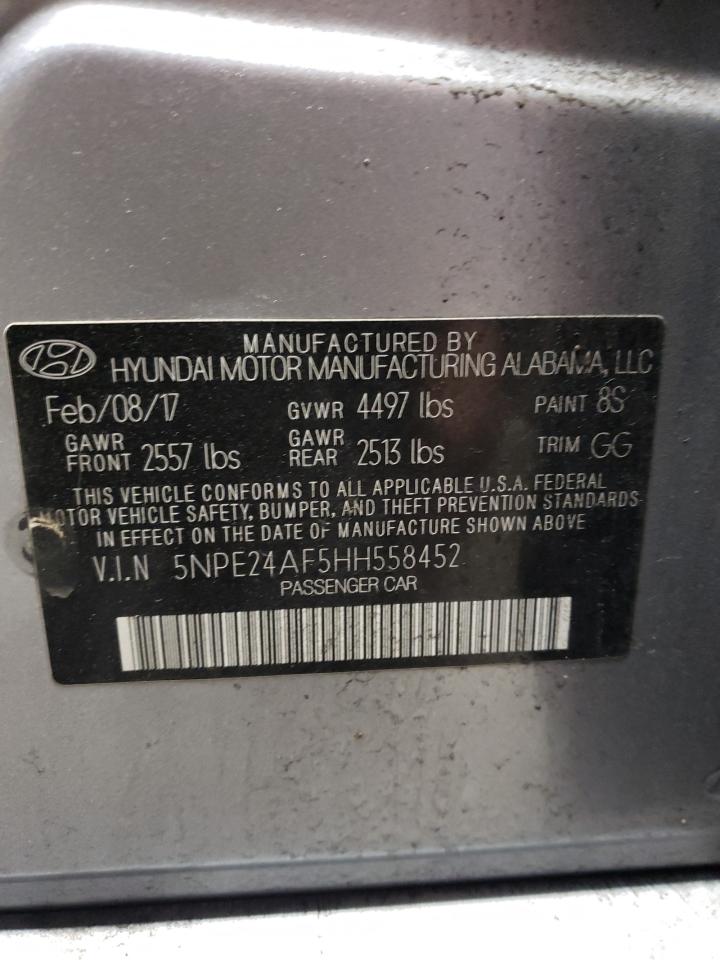 MANUFACTURED BY
HYUNDAI MOTOR MANUFACTURING ALABAMA, LLC
Feb/08/17 GVWR 4497 lbs PAINT 8S
GAWR FRONT 2557 lbs GAWR REAR 2513 lbs TRIM GG
THIS VEHICLE CONFORMS TO ALL APPLICABLE U.S.A. FEDERAL
MOTOR VEHICLE SAFETY, BUMPER, AND THEFT PREVENTION STANDARDS
IN EFFECT ON THE DATE OF MANUFACTURE SHOWN ABOVE
V.I.N 5NPE24AF5HH558452
PASSENGER CAR